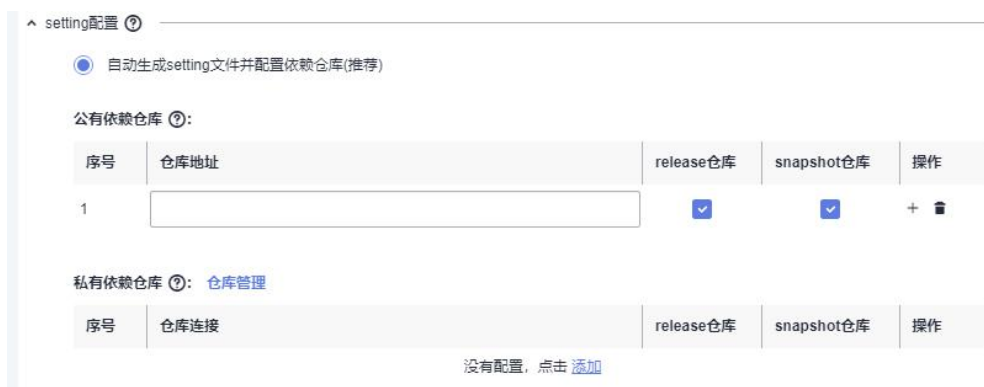 setting配置 ?
自动生成setting文件并配置依赖仓库(推荐)
公有依赖仓库 ?:
序号 仓库地址 release仓库 snapshot仓库 操作
1
私有依赖仓库 ?: 仓库管理
序号 仓库连接 release仓库 snapshot仓库 操作
没有配置，点击 添加